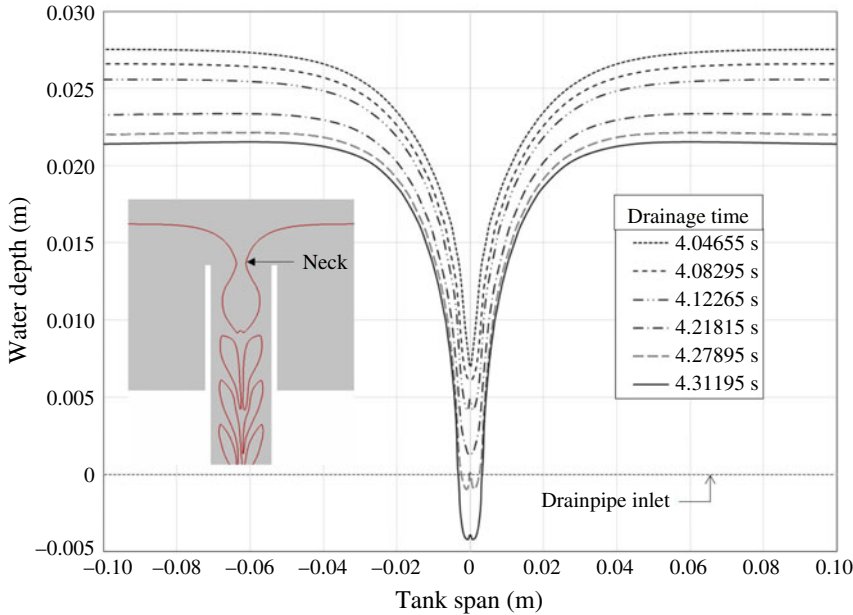 0.030
0.025
0.020
0.015
0.010
0.005
0
−0.005
Water depth (m)
Neck
Drainage time
4.04655 s
4.08295 s
4.12265 s
4.21815 s
4.27895 s
4.31195 s
Drainpipe inlet
−0.10
−0.08
−0.06
−0.04
−0.02
0
0.02
0.04
0.06
0.08
0.10
Tank span (m)